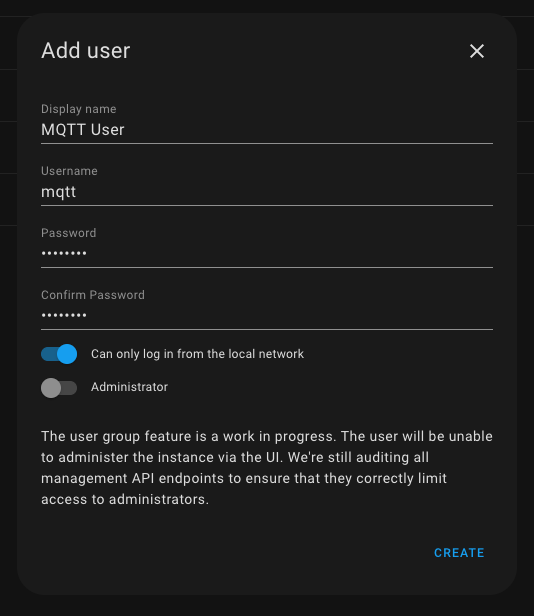 Add user
Display name
MQTT User
Username
mqtt
Password
••••••••
Confirm Password
••••••••
Can only log in from the local network
Administrator
The user group feature is a work in progress. The user will be unable
to administer the instance via the UI. We're still auditing all
management API endpoints to ensure that they correctly limit
access to administrators.
CREATE